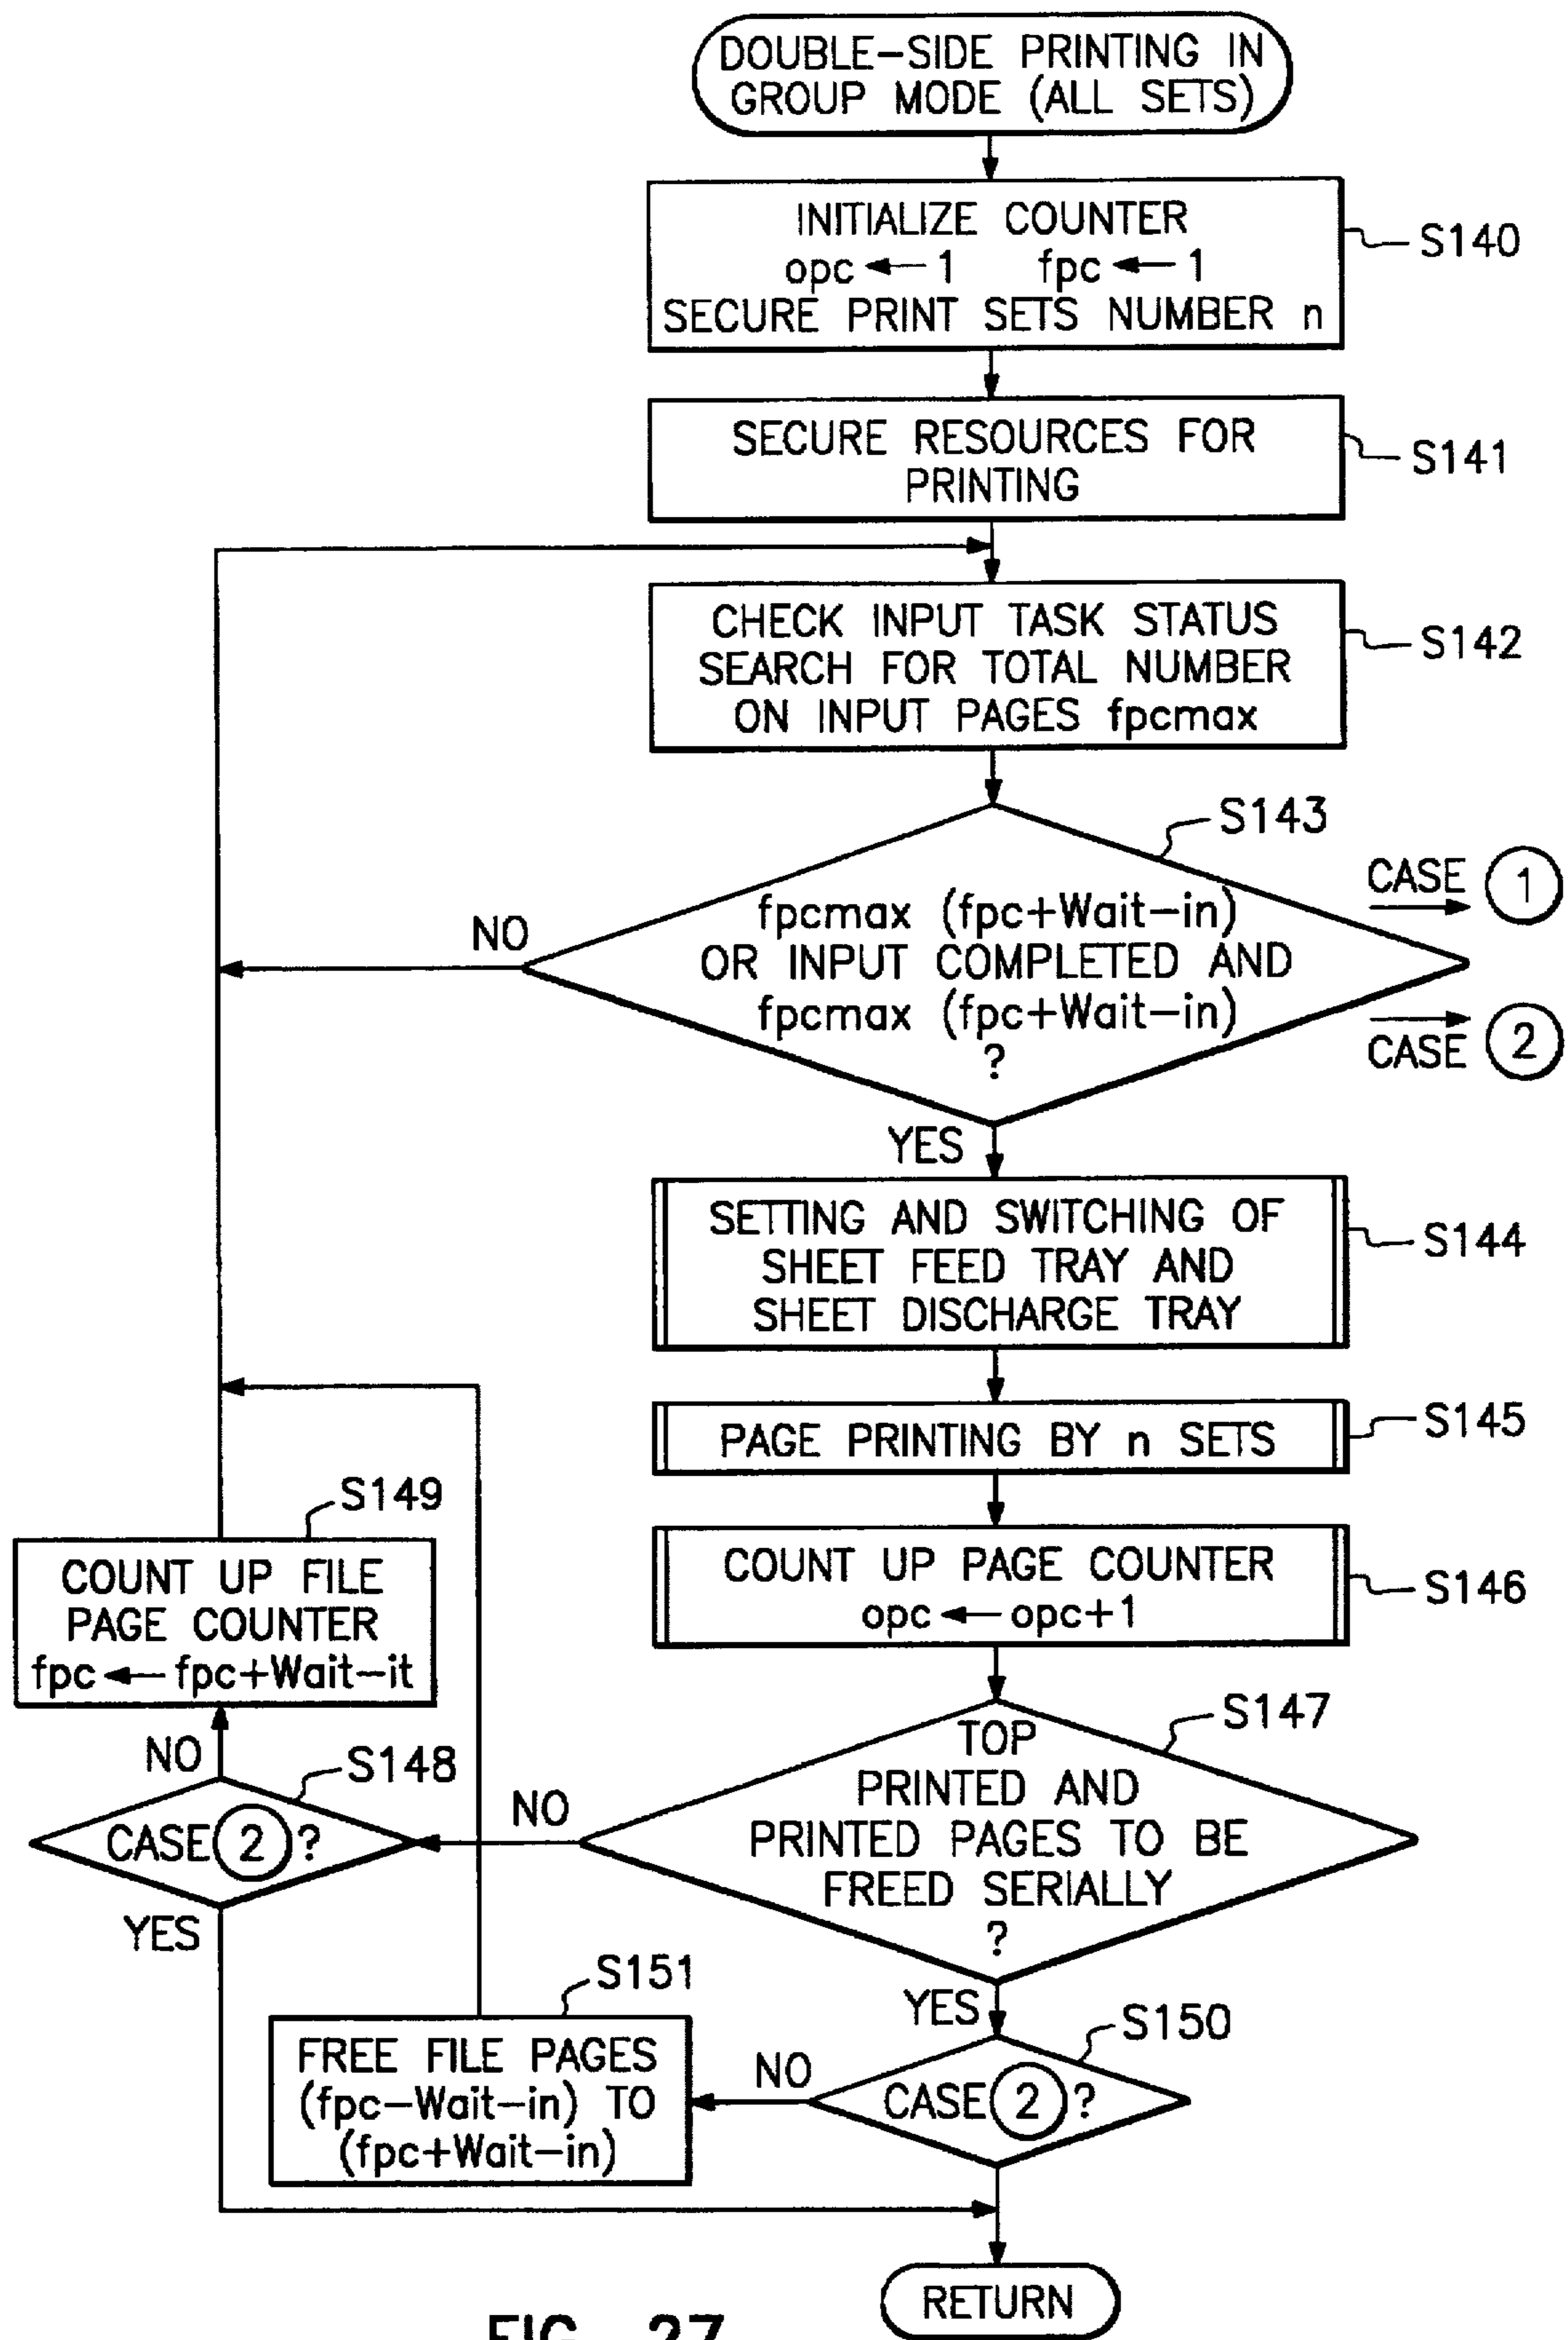 DOUBLE-SIDE PRINTING IN
GROUP MODE (ALL SETS)
INITIALIZE COUNTER
opc ← 1 fpc ← 1
SECURE PRINT SETS NUMBER n
S140
SECURE RESOURCES FOR
PRINTING
S141
CHECK INPUT TASK STATUS
SEARCH FOR TOTAL NUMBER
ON INPUT PAGES fpcmax
S142
S143
fpcmax (fpc+Wait-in)
OR INPUT COMPLETED AND
fpcmax (fpc+Wait-in)
?
CASE 1
CASE 2
NO
YES
SETTING AND SWITCHING OF
SHEET FEED TRAY AND
SHEET DISCHARGE TRAY
S144
PAGE PRINTING BY n SETS
S145
COUNT UP PAGE COUNTER
opc ← opc+1
S146
S149
COUNT UP FILE
PAGE COUNTER
fpc ← fpc+Wait-it
NO
S148
CASE 2 ?
YES
NO
S147
TOP
PRINTED AND
PRINTED PAGES TO BE
FREED SERIALLY
?
YES
S151
FREE FILE PAGES
(fpc-Wait-in) TO
(fpc+Wait-in)
NO
S150
CASE 2 ?
RETURN
FIG. 27